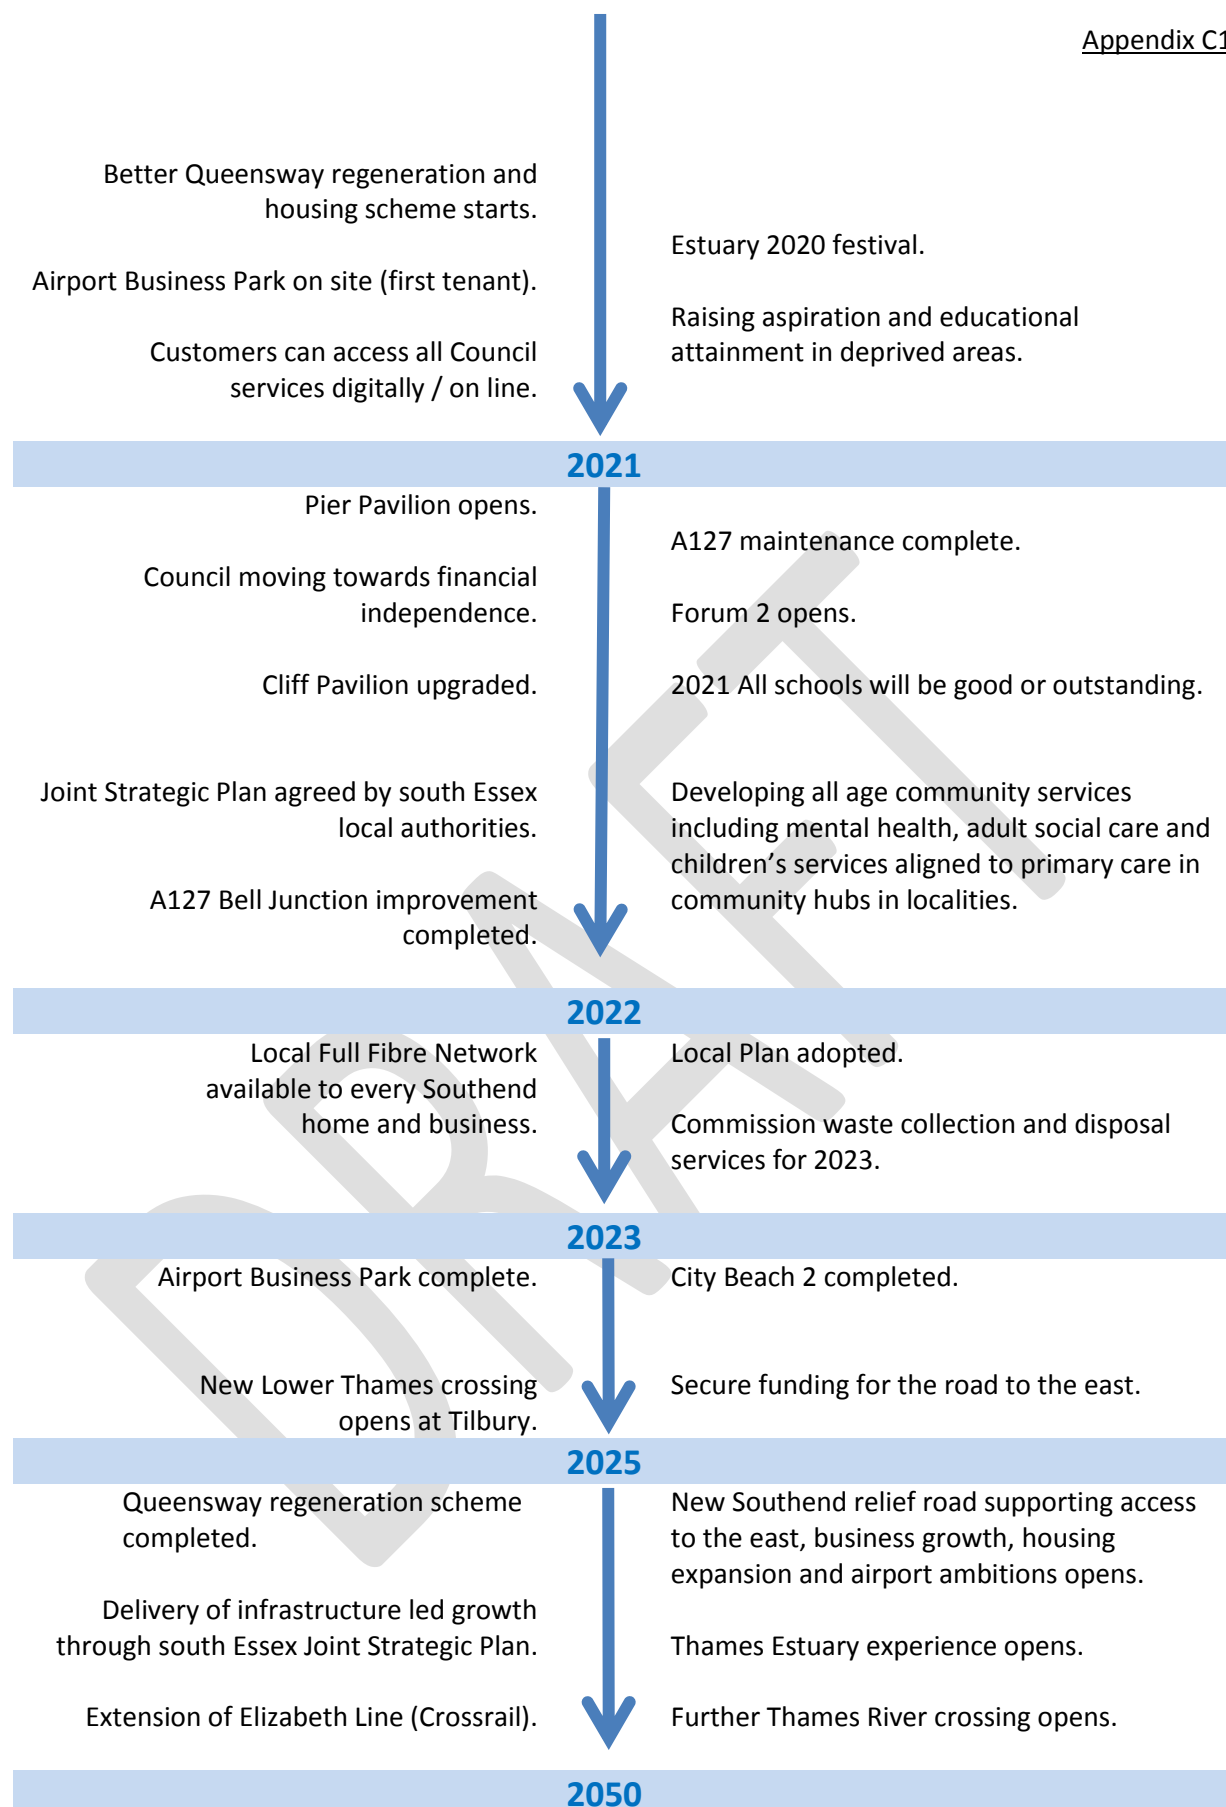 Appendix C1
Better Queensway regeneration and
housing scheme starts.
Airport Business Park on site (first tenant).
Customers can access all Council
services digitally / on line.
Estuary 2020 festival.
Raising aspiration and educational
attainment in deprived areas.
2021
Pier Pavilion opens.
Council moving towards financial
independence.
Cliff Pavilion upgraded.
Joint Strategic Plan agreed by south Essex
local authorities.
A127 Bell Junction improvement
completed.
A127 maintenance complete.
Forum 2 opens.
2021 All schools will be good or outstanding.
Developing all age community services
including mental health, adult social care and
children’s services aligned to primary care in
community hubs in localities.
2022
Local Full Fibre Network
available to every Southend
home and business.
Local Plan adopted.
Commission waste collection and disposal
services for 2023.
2023
Airport Business Park complete.
New Lower Thames crossing
opens at Tilbury.
City Beach 2 completed.
Secure funding for the road to the east.
2025
Queensway regeneration scheme
completed.
Delivery of infrastructure led growth
through south Essex Joint Strategic Plan.
Extension of Elizabeth Line (Crossrail).
New Southend relief road supporting access
to the east, business growth, housing
expansion and airport ambitions opens.
Thames Estuary experience opens.
Further Thames River crossing opens.
2050
DRAFT